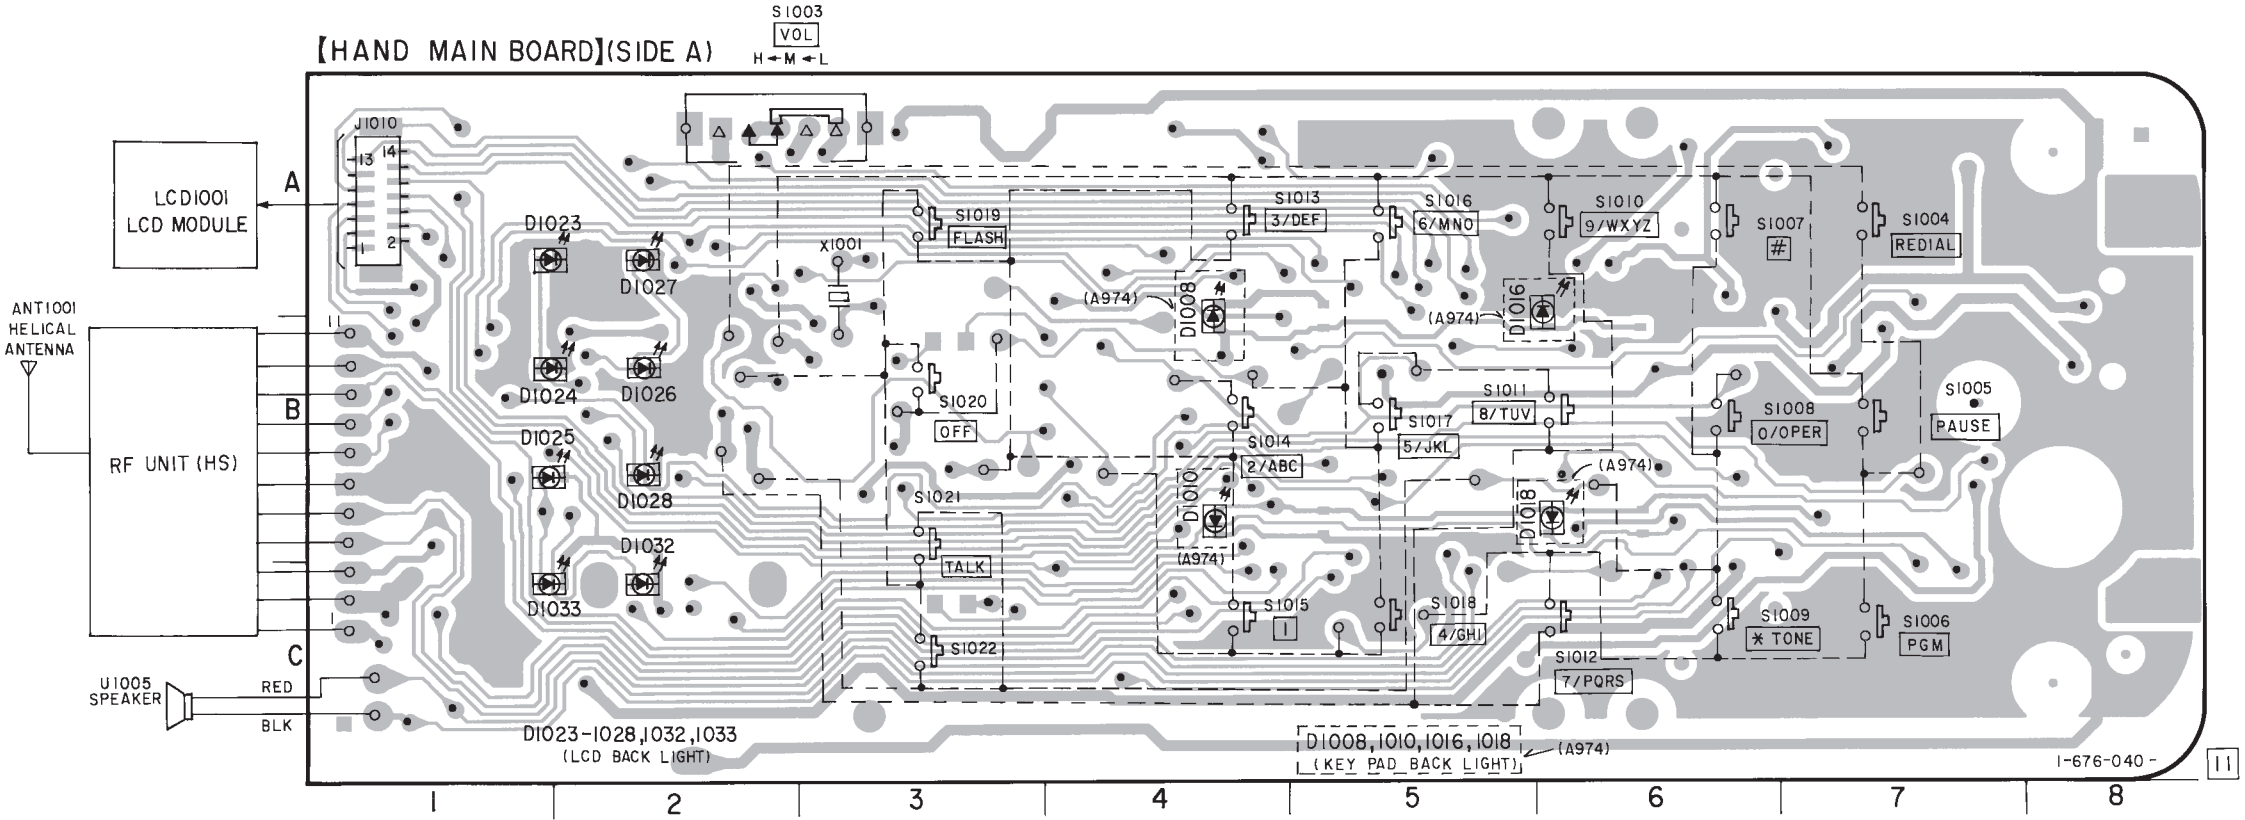 S1003
VOL
H←M←L
【HAND MAIN BOARD】(SIDE A)
J1010
13
14
1
2
A
LCD1001
LCD MODULE
D1023
D1027
X1001
S1019
FLASH
S1013
3/DEF
S1016
6/MNO
S1010
9/WXYZ
S1007
#
S1004
REDIAL
(A974)
D1008
(A974)
D1016
ANT1001
HELICAL
ANTENNA
11
D1024
D1026
B
S1020
OFF
S1014
2/ABC
S1017
5/JKL
S1011
8/TUV
S1008
0/OPER
S1005
PAUSE
RF UNIT (HS)
D1025
D1028
S1021
TALK
D1010
(A974)
D1018
(A974)
D1032
D1033
1
C
S1022
S1015
1
S1018
4/GHI
S1012
7/PQRS
S1009
* TONE
S1006
PGM
U1005
SPEAKER
RED
BLK
D1023-1028,1032,1033
(LCD BACK LIGHT)
D1008,1010,1016,1018
(KEY PAD BACK LIGHT)
(A974)
1-676-040-
11
1
2
3
4
5
6
7
8